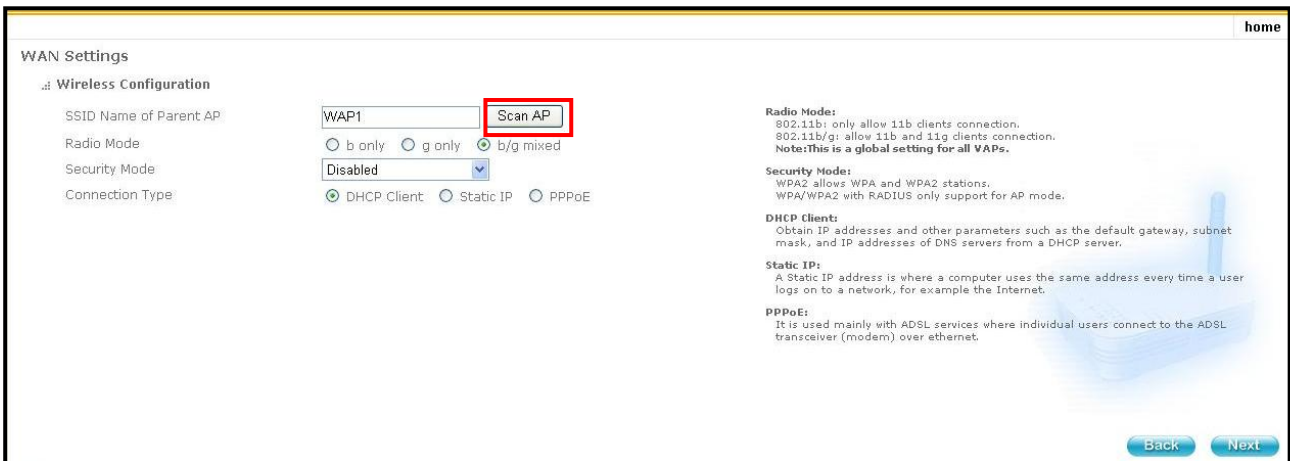 home
WAN Settings
Wireless Configuration
SSID Name of Parent AP WAP1 Scan AP
Radio Mode b only g only b/g mixed
Security Mode Disabled
Connection Type DHCP Client Static IP PPPoE
Radio Mode:
802.11b: only allow 11b clients connection.
802.11b/g: allow 11b and 11g clients connection.
Note:This is a global setting for all VAPs.
Security Mode:
WPA2 allows WPA and WPA2 stations.
WPA/WPA2 with RADIUS only support for AP mode.
DHCP Client:
Obtain IP addresses and other parameters such as the default gateway, subnet
mask, and IP addresses of DNS servers from a DHCP server.
Static IP:
A Static IP address is where a computer uses the same address every time a user
logs on to a network, for example the Internet.
PPPoE:
It is used mainly with ADSL services where individual users connect to the ADSL
transceiver (modem) over ethernet.
Back Next